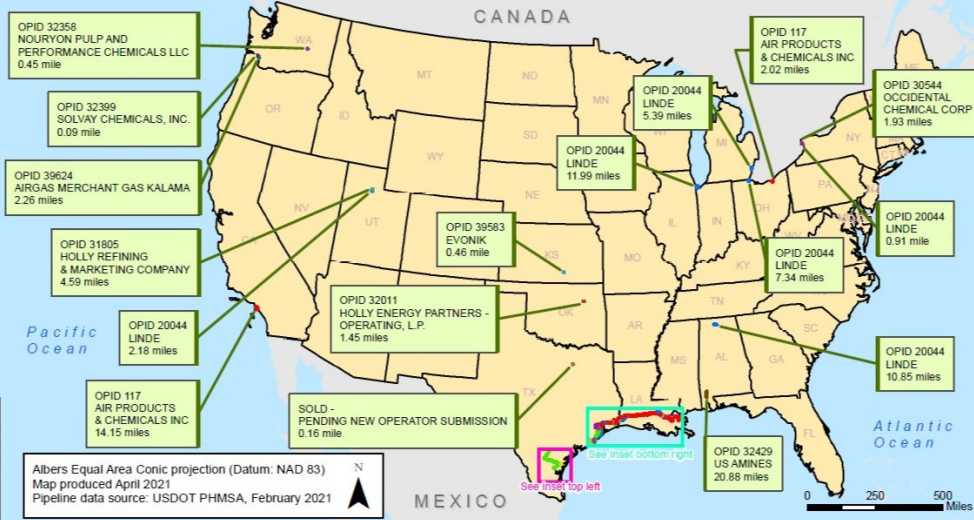 CANADA
OPID 32358
NOURYON PULP AND
PERFORMANCE CHEMICALS LLC
0.45 mile
OPID 32399
SOLVAY CHEMICALS, INC.
0.09 mile
OPID 39624
AIRGAS MERCHANT GAS KALAMA
2.26 miles
OPID 31805
HOLLY REFINING
& MARKETING COMPANY
4.59 miles
OPID 20044
LINDE
2.18 miles
OPID 117
AIR PRODUCTS
& CHEMICALS INC
14.15 miles
OPID 39583
EVONIK
0.46 mile
OPID 32011
HOLLY ENERGY PARTNERS -
OPERATING, L.P.
1.45 miles
SOLD -
PENDING NEW OPERATOR SUBMISSION
0.16 mile
OPID 20044
LINDE
11.99 miles
OPID 20044
LINDE
5.39 miles
OPID 117
AIR PRODUCTS
& CHEMICALS INC
2.02 miles
OPID 30544
OCCIDENTAL
CHEMICAL CORP
1.93 miles
OPID 20044
LINDE
0.91 mile
OPID 20044
LINDE
7.34 miles
OPID 20044
LINDE
10.85 miles
OPID 32429
US AMINES
20.88 miles
WA
OR
ID
MT
ND
MN
SD
WY
NE
NV
UT
CA
KS
OK
TX
MO
AR
LA
MS
AL
GA
FL
SC
TN
KY
IL
IN
OH
MI
WI
PA
NY
NJ
CT
ME
Pacific
Ocean
Atlantic
Ocean
See inset bottom right
See inset top left
MEXICO
Albers Equal Area Conic projection (Datum: NAD 83)
Map produced April 2021
Pipeline data source: USDOT PHMSA, February 2021
N
0 250 500
Miles